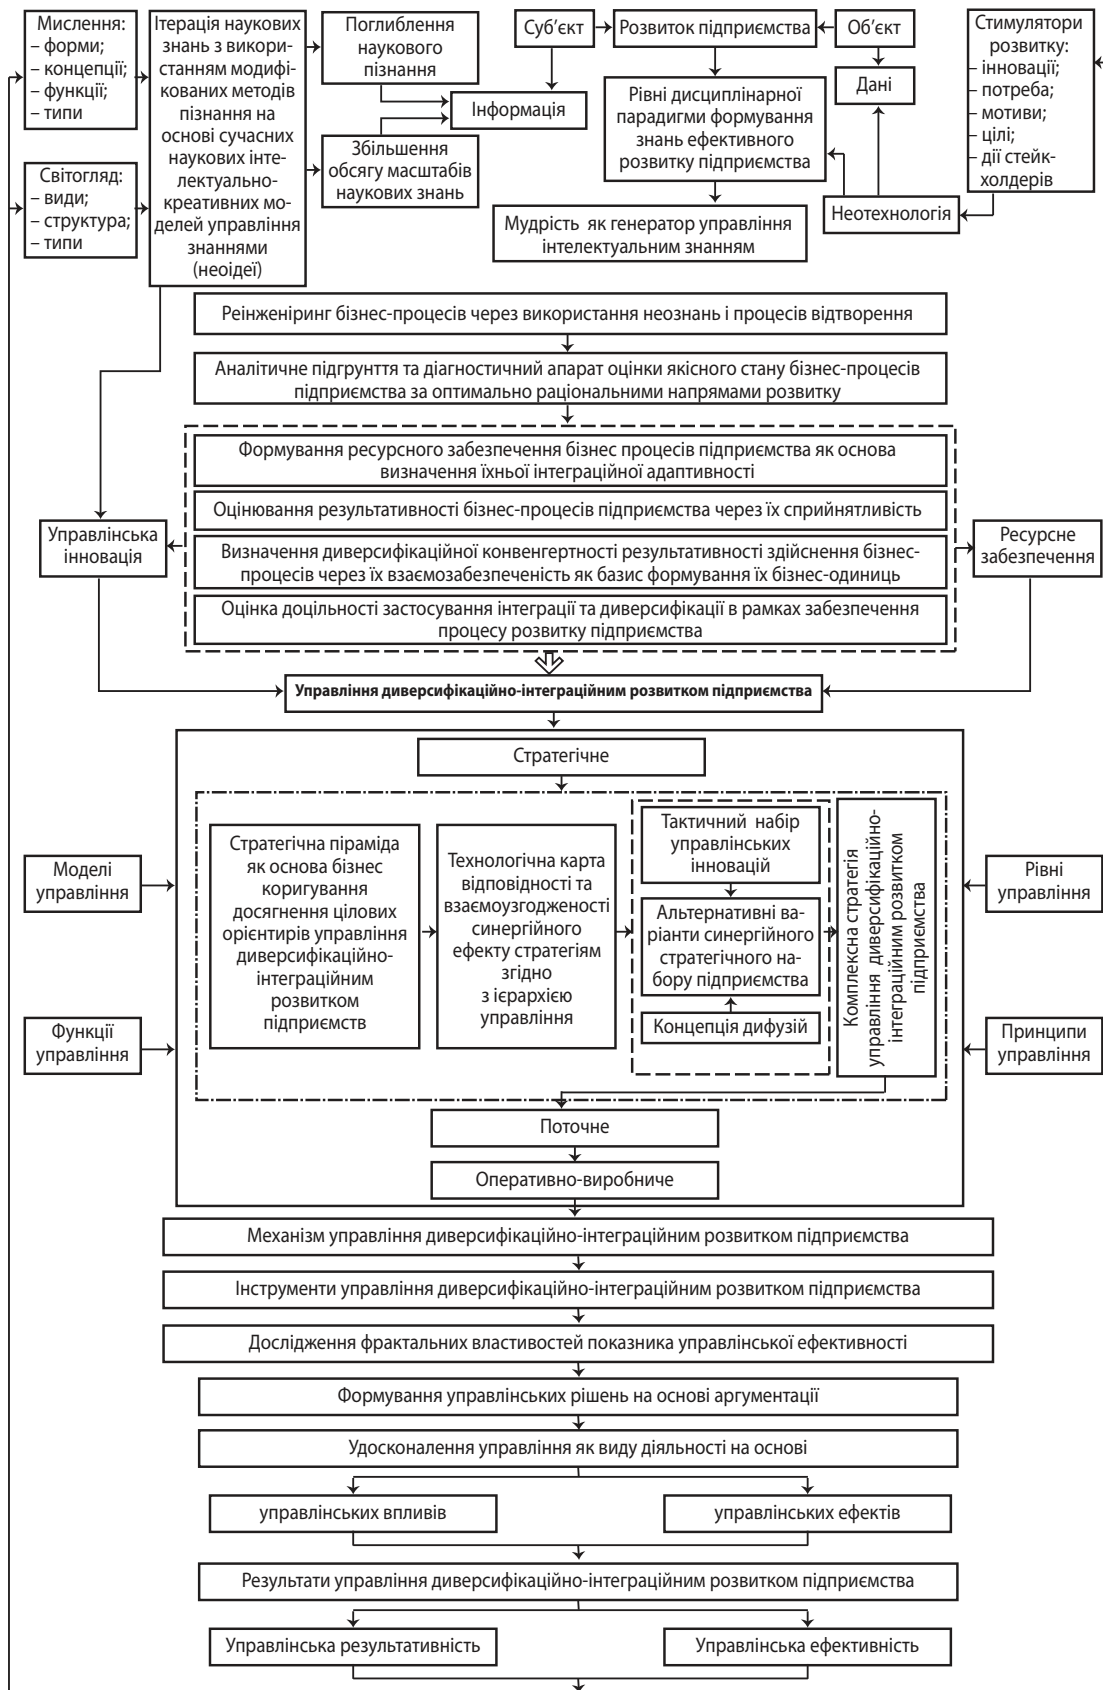 Мислення:
– форми;
– концепції;
– функції;
– типи
Світогляд:
– види;
– структура;
– типи
Ітерація наукових
знань з викори-
станням модифі-
кованих методів
пізнання на
основі сучасних
наукових інте-
лектуально-
креативних мо-
делей управління
знаннями
(неоідеї)
Поглиблення
наукового
пізнання
Збільшення
обсягу масштабів
наукових знань
Інформація
Суб’єкт
Розвиток підприємства
Об’єкт
Дані
Рівні дисциплінарної
парадигми формування
знань ефективного
розвитку підприємства
Мудрість як генератор управління
інтелектуальним знанням
Неотехнологія
Стимулятори
розвитку:
– інновації;
– потреба;
– мотиви;
– цілі;
– дії стейк-
холдерів
Реінженіринг бізнес-процесів через використання неознань і процесів відтворення
Аналітичне підгрунття та діагностичний апарат оцінки якісного стану бізнес-процесів
підприємства за оптимально раціональними напрямами розвитку
Формування ресурсного забезпечення бізнес процесів підприємства як основа
визначення їхньої інтеграційної адаптивності
Оцінювання результативності бізнес-процесів підприємства через їх сприйнятливість
Визначення диверсифікаційної конвенгертності результативності здійснення бізнес-
процесів через їх взаємозабезпеченість як базис формування їх бізнес-одиниць
Оцінка доцільності застосування інтеграції та диверсифікації в рамках забезпечення
процесу розвитку підприємства
Управлінська
інновація
Ресурсне
забезпечення
Управління диверсифікаційно-інтеграційним розвитком підприємства
Стратегічне
Стратегічна піраміда
як основа бізнес
коригування
досягнення цілових
орієнтирів управління
диверсифікаційно-
інтеграційним
розвитком
підприємств
Технологічна карта
відповідності та
взаємоузгодженості
синергійного
ефекту стратегіям
згідно
з ієрархією
управління
Тактичний набір
управлінських
інновацій
Альтернативні ва-
ріанти синергійного
стратегічного на-
бору підприємства
Концепція дифузій
Комплексна стратегія
управління диверсифікаційно-
інтеграційним розвитком
підприємства
Моделі
управління
Функції
управління
Рівні
управління
Принципи
управління
Поточне
Оперативно-виробниче
Механізм управління диверсифікаційно-інтеграційним розвитком підприємства
Інструменти управління диверсифікаційно-інтеграційним розвитком підприємства
Дослідження фрактальних властивостей показника управлінської ефективності
Формування управлінських рішень на основі аргументації
Удосконалення управління як виду діяльності на основі
управлінських впливів
управлінських ефектів
Результати управління диверсифікаційно-інтеграційним розвитком підприємства
Управлінська результативність
Управлінська ефективність